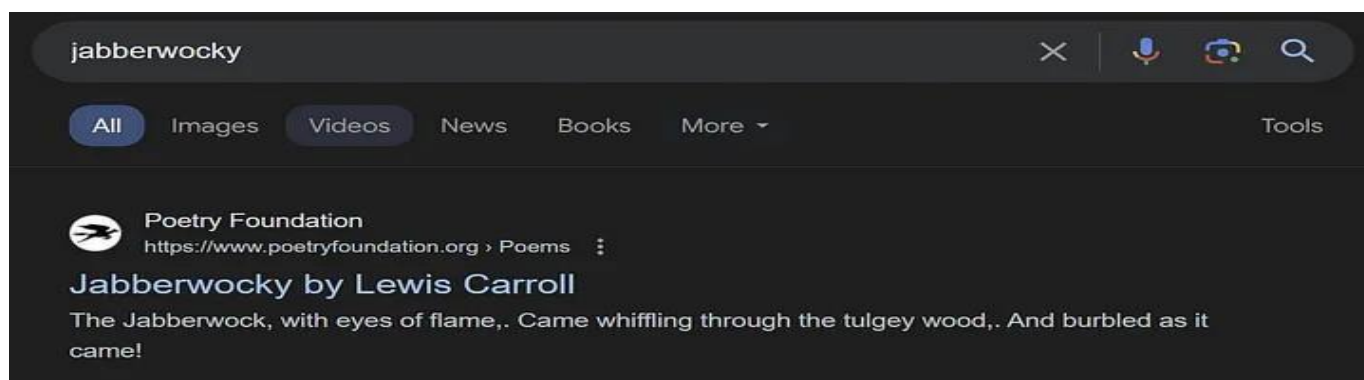 jabberwocky
All Images Videos News Books More Tools
Poetry Foundation
https://www.poetryfoundation.org › Poems
Jabberwocky by Lewis Carroll
The Jabberwock, with eyes of flame,. Came whiffling through the tulgey wood,. And burbled as it
came!